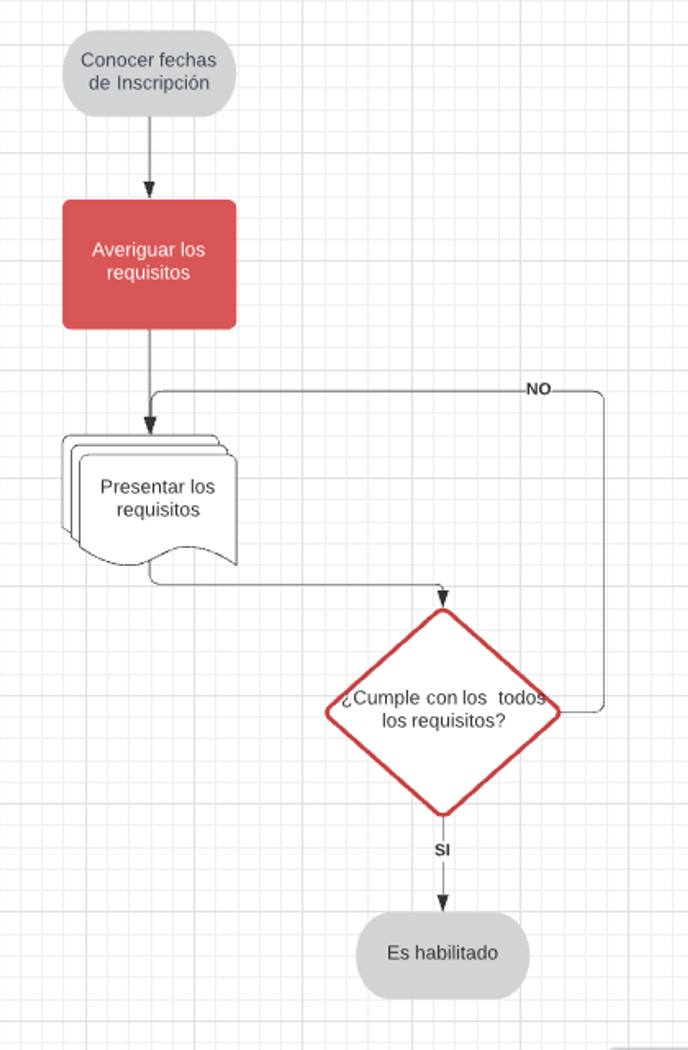 Conocer fechas
de Inscripción
Averiguar los
requisitos
NO
Presentar los
requisitos
¿Cumple con los  todos
los requisitos?
SI
Es habilitado